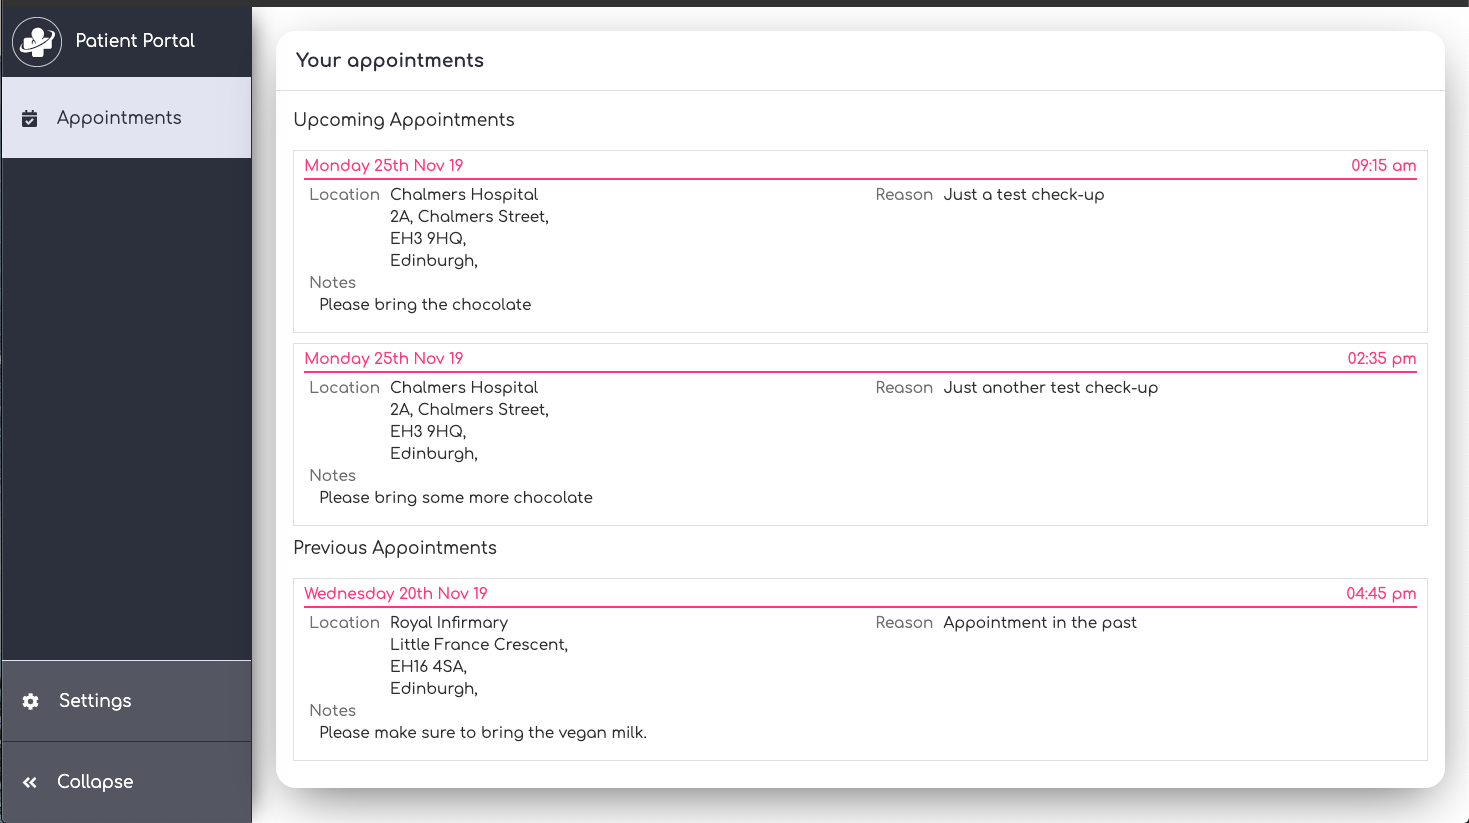 Patient Portal
Appointments
Settings
Collapse
Your appointments
Upcoming Appointments
Monday 25th Nov 19 09:15 am
Location Chalmers Hospital Reason Just a test check-up
2A, Chalmers Street,
EH3 9HQ,
Edinburgh,
Notes
Please bring the chocolate
Monday 25th Nov 19 02:35 pm
Location Chalmers Hospital Reason Just another test check-up
2A, Chalmers Street,
EH3 9HQ,
Edinburgh,
Notes
Please bring some more chocolate
Previous Appointments
Wednesday 20th Nov 19 04:45 pm
Location Royal Infirmary Reason Appointment in the past
Little France Crescent,
EH16 4SA,
Edinburgh,
Notes
Please make sure to bring the vegan milk.